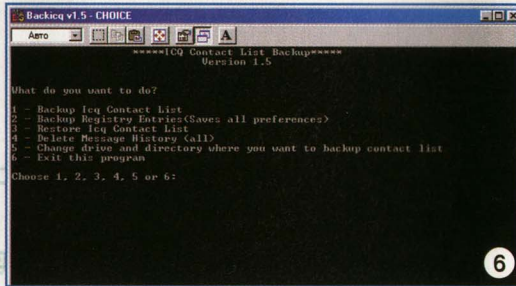 Backicq v1.5 - CHOICE
Авто
A
*****ICQ Contact List Backup*****
Version 1.5
What do you want to do?
1 - Backup Icq Contact List
2 - Backup Registry Entries(Saves all preferences)
3 - Restore Icq Contact List
4 - Delete Message History (all)
5 - Change drive and directory where you want to backup contact list
6 - Exit this program
Choose 1, 2, 3, 4, 5 or 6:
6